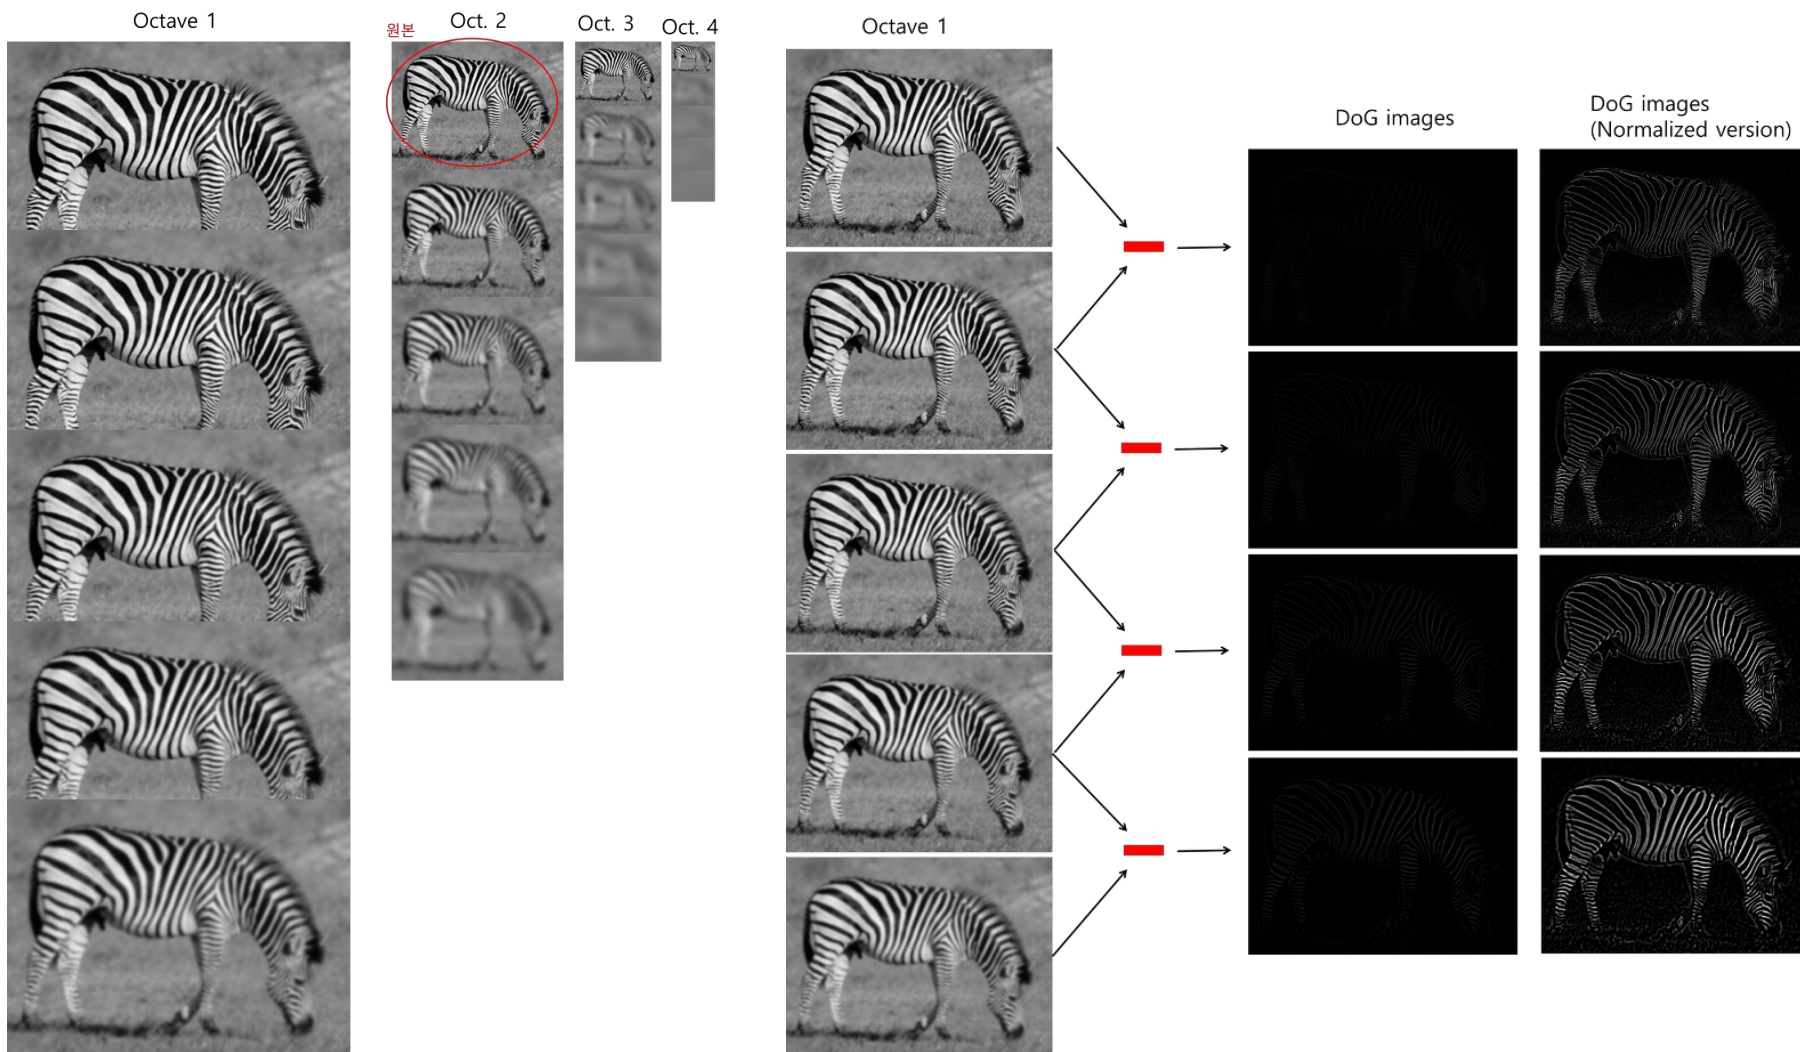 Octave 1
원본
Oct. 2
Oct. 3
Oct. 4
Octave 1
DoG images
DoG images
(Normalized version)